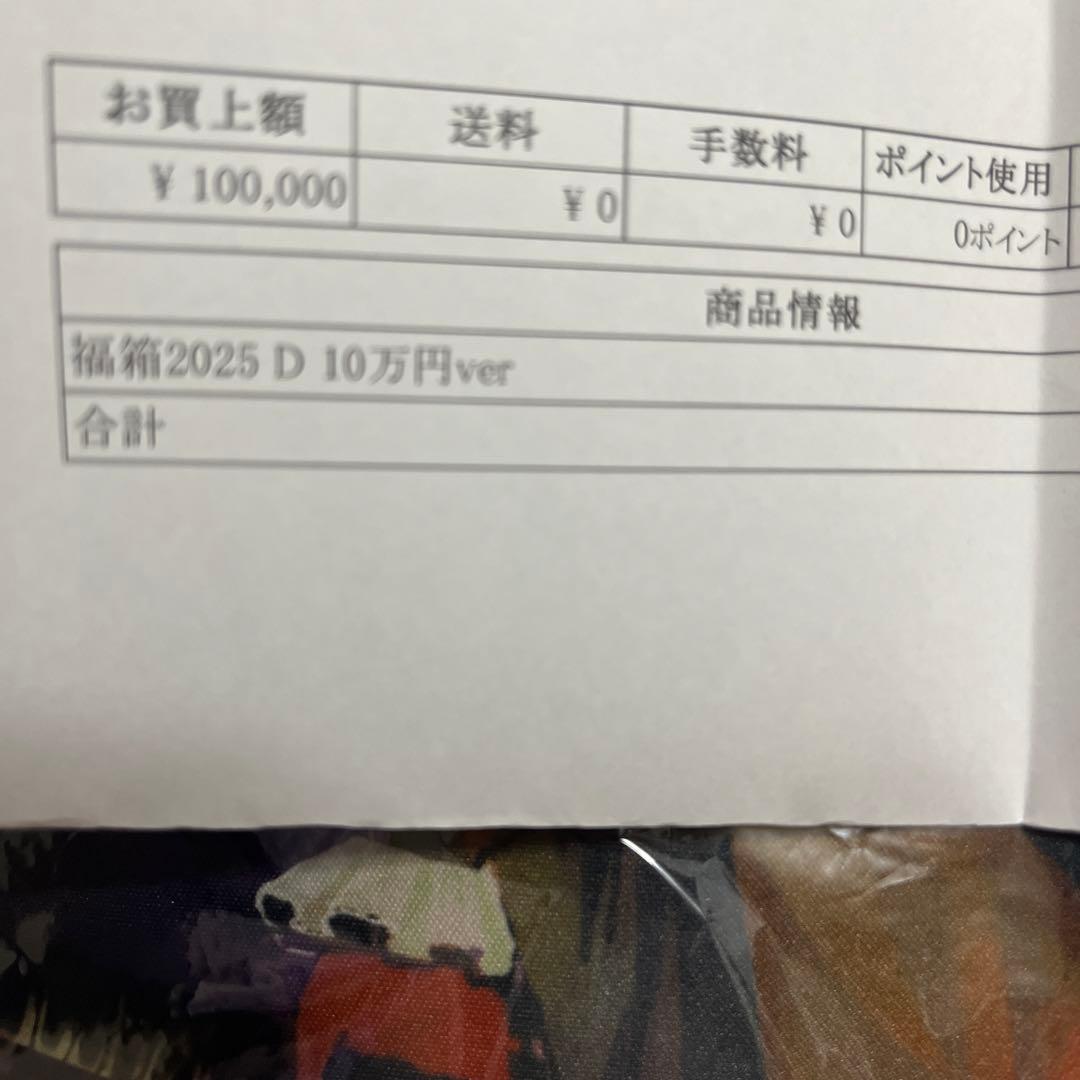 お買上額 送料 手数料 ポイント使用
¥ 100,000 ¥ 0 ¥ 0 0ポイント
商品情報
福箱2025 D 10万円ver
合計